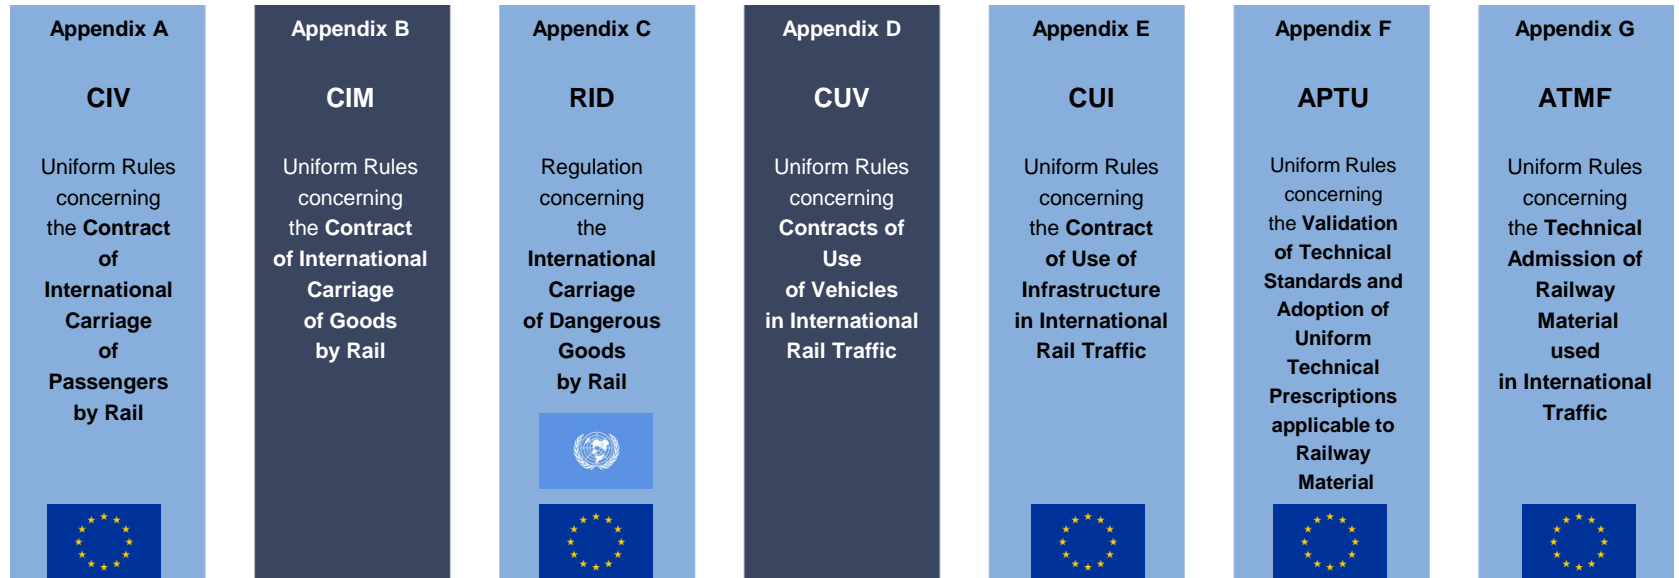 Appendix A
CIV
Uniform Rules
concerning
the Contract
of
International
Carriage
of
Passengers
by Rail
Appendix B
CIM
Uniform Rules
concerning
the Contract
of International
Carriage
of Goods
by Rail
Appendix C
RID
Regulation
concerning
the
International
Carriage
of Dangerous
Goods
by Rail
Appendix D
CUV
Uniform Rules
concerning
Contracts of
Use
of Vehicles
in International
Rail Traffic
Appendix E
CUI
Uniform Rules
concerning
the Contract
of Use of
Infrastructure
in International
Rail Traffic
Appendix F
APTU
Uniform Rules
concerning
the Validation
of Technical
Standards and
Adoption of
Uniform
Technical
Prescriptions
applicable to
Railway
Material
Appendix G
ATMF
Uniform Rules
concerning
the Technical
Admission of
Railway
Material
used
in International
Traffic